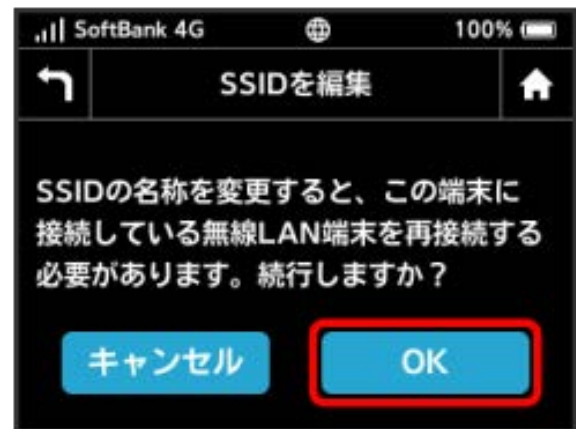 SoftBank 4G 100%
SSIDを編集
SSIDの名称を変更すると、この端末に
接続している無線LAN端末を再接続する
必要があります。続行しますか？
キャンセル OK